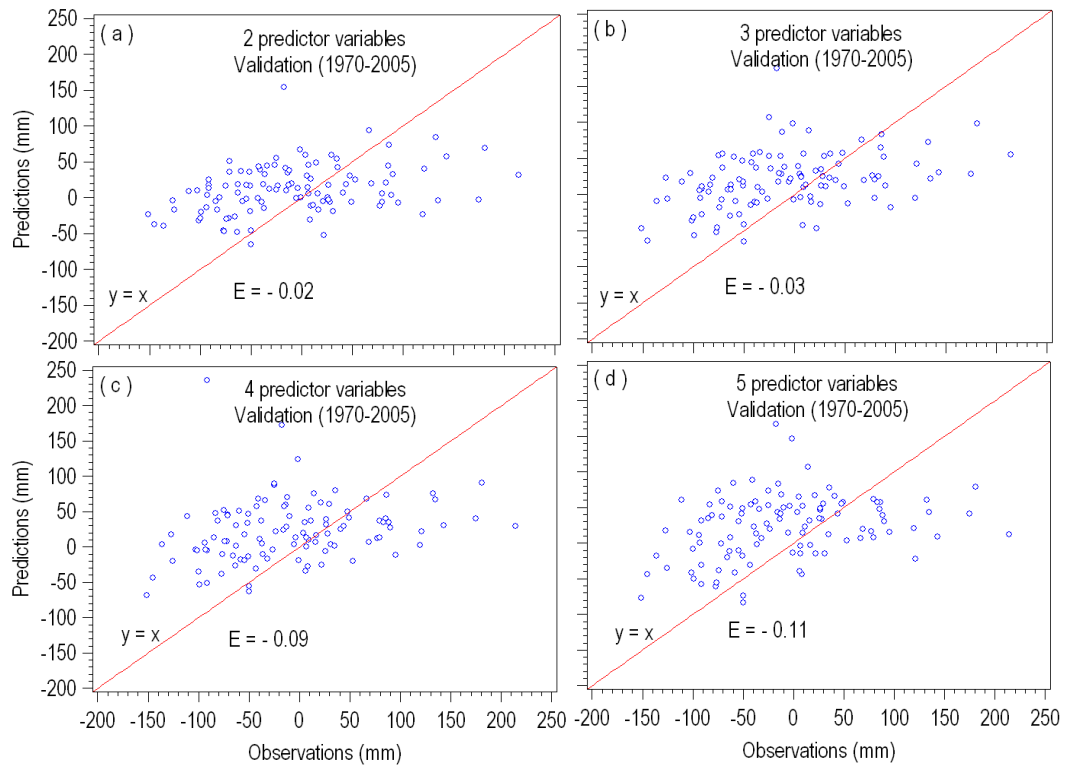 ( a )
2 predictor variables
Validation (1970-2005)
250
200
150
100
50
0
-50
-100
-150
-200
Predictions (mm)
y = x
E = - 0.02
( b )
3 predictor variables
Validation (1970-2005)
y = x
E = - 0.03
( c )
4 predictor variables
Validation (1970-2005)
250
200
150
100
50
0
-50
-100
-150
-200
Predictions (mm)
y = x
E = - 0.09
-200 -150 -100 -50 0 50 100 150 200 250
Observations (mm)
( d )
5 predictor variables
Validation (1970-2005)
y = x
E = - 0.11
-200 -150 -100 -50 0 50 100 150 200 250
Observations (mm)